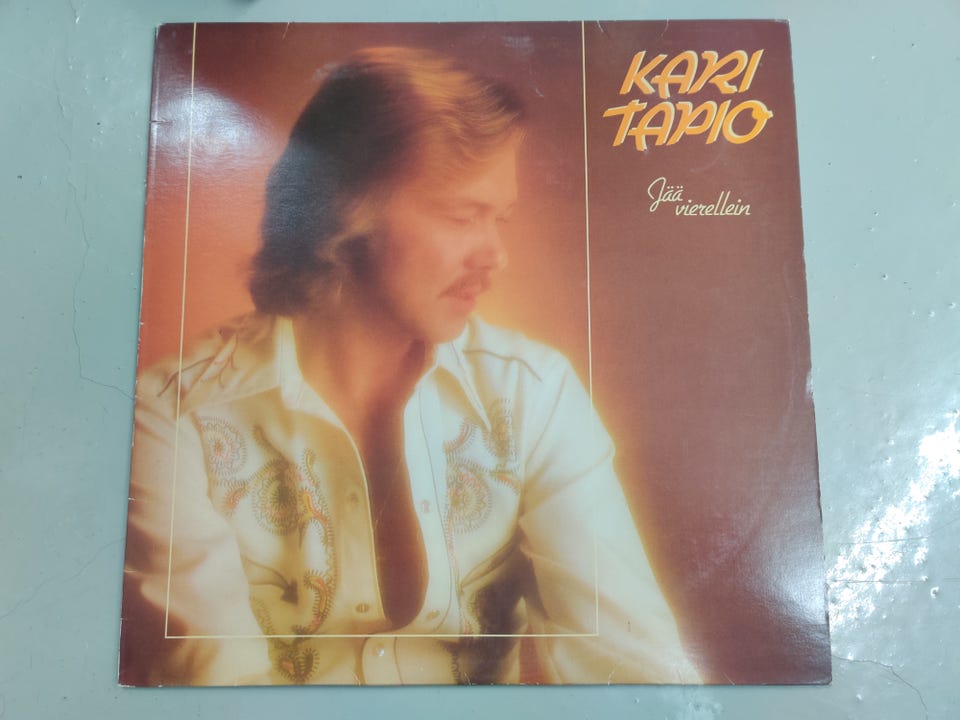 KARI
TAPIO
Jää
vierellein